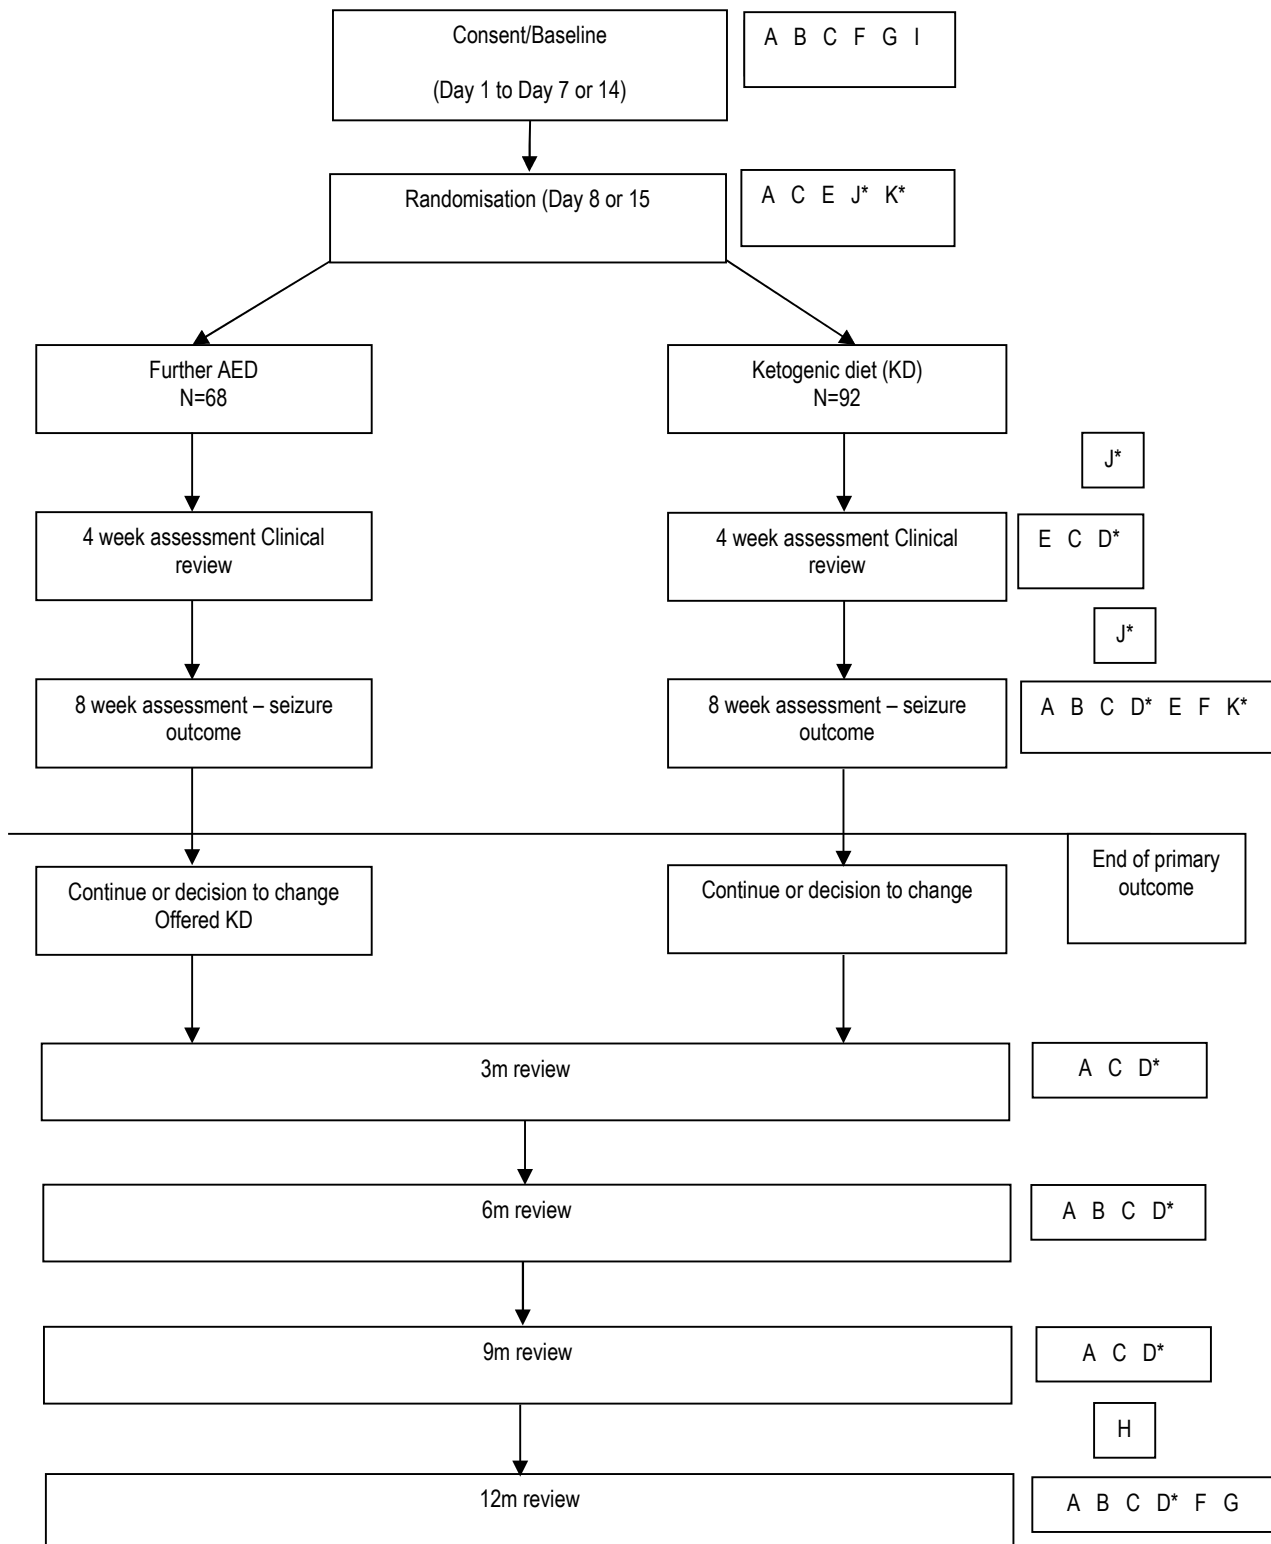 Consent/Baseline
(Day 1 to Day 7 or 14)
A B C F G I
Randomisation (Day 8 or 15
A C E J* K*
Further AED
N=68
Ketogenic diet (KD)
N=92
J*
4 week assessment Clinical
review
4 week assessment Clinical
review
E C D*
J*
8 week assessment – seizure
outcome
8 week assessment – seizure
outcome
A B C D* E F K*
Continue or decision to change
Offered KD
Continue or decision to change
End of primary
outcome
3m review
A C D*
6m review
A B C D*
9m review
A C D*
H
12m review
A B C D* F G